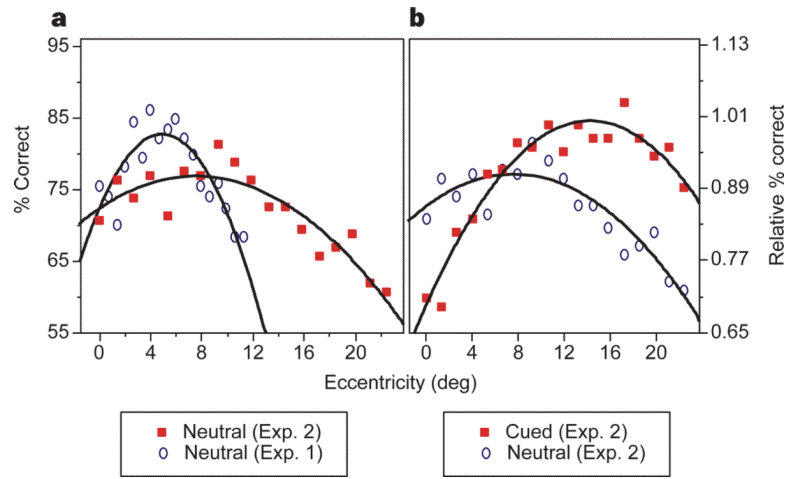 a
b
95
85
75
65
55
% Correct
0 4 8 12 16 20
0 4 8 12 16 20
1.13
1.01
0.89
0.77
0.65
Relative % correct
Eccentricity (deg)
Neutral (Exp. 2)
Neutral (Exp. 1)
Cued (Exp. 2)
Neutral (Exp. 2)